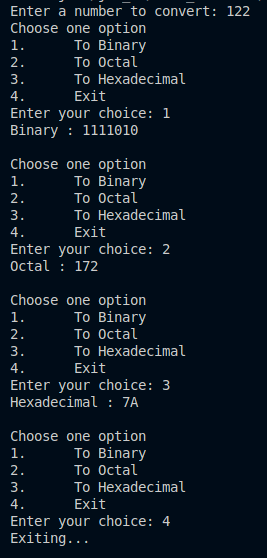 Enter a number to convert: 122
Choose one option
1.      To Binary
2.      To Octal
3.      To Hexadecimal
4.      Exit
Enter your choice: 1
Binary : 1111010

Choose one option
1.      To Binary
2.      To Octal
3.      To Hexadecimal
4.      Exit
Enter your choice: 2
Octal : 172

Choose one option
1.      To Binary
2.      To Octal
3.      To Hexadecimal
4.      Exit
Enter your choice: 3
Hexadecimal : 7A

Choose one option
1.      To Binary
2.      To Octal
3.      To Hexadecimal
4.      Exit
Enter your choice: 4
Exiting...